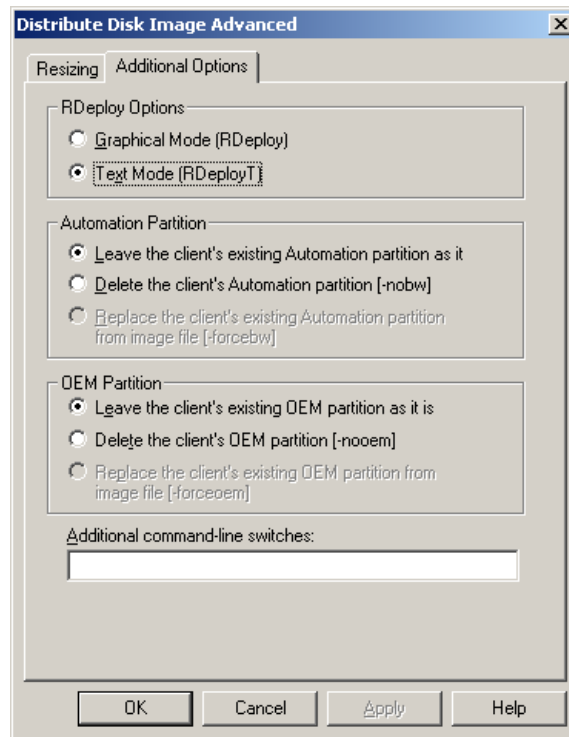 Distribute Disk Image Advanced
Resizing
Additional Options
RDeploy Options
Graphical Mode (RDeploy)
Text Mode (RDeployT)
Automation Partition
Leave the client's existing Automation partition as it
Delete the client's Automation partition [-nobw]
Replace the client's existing Automation partition
from image file [-forcebw]
OEM Partition
Leave the client's existing OEM partition as it is
Delete the client's OEM partition [-nooem]
Replace the client's existing OEM partition from
image file [-forceoem]
Additional command-line switches:
OK
Cancel
Apply
Help